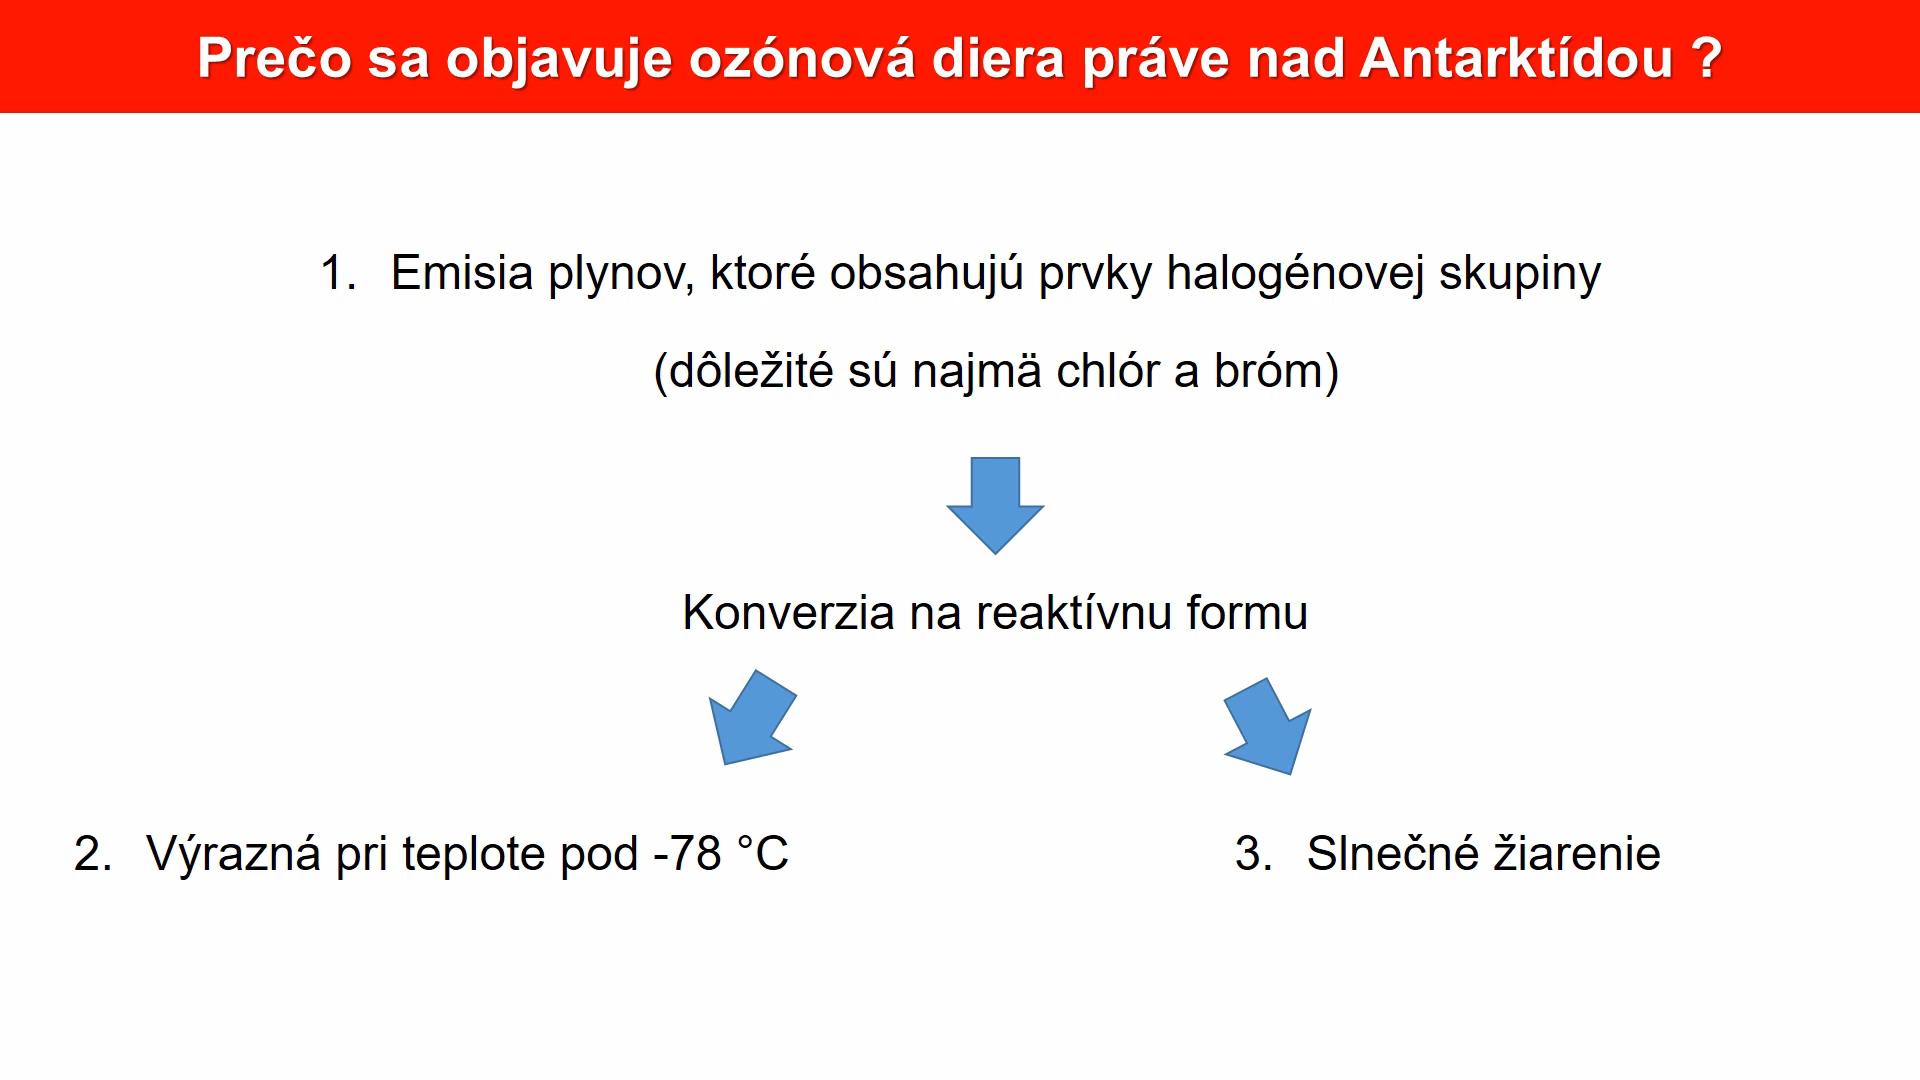 Prečo sa objavuje ozónová diera práve nad Antarktídou ?
1. Emisia plynov, ktoré obsahujú prvky halogénovej skupiny
(dôležité sú najmä chlór a bróm)
Konverzia na reaktívnu formu
2. Výrazná pri teplote pod -78 °C
3. Slnečné žiarenie